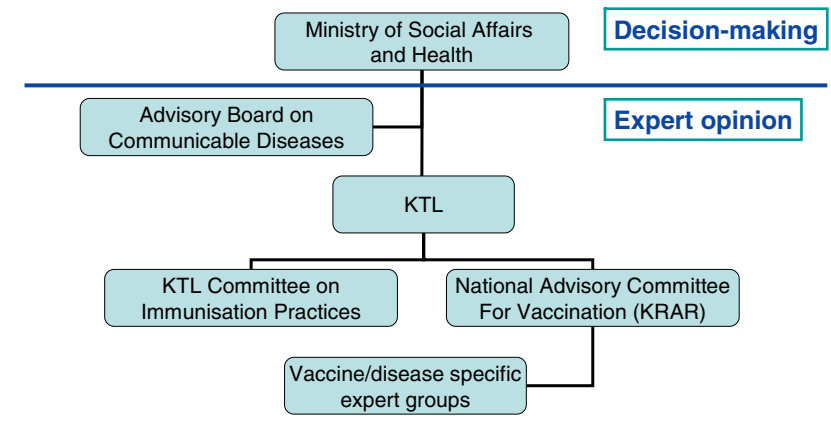 Ministry of Social Affairs
and Health
Decision-making
Advisory Board on
Communicable Diseases
Expert opinion
KTL
KTL Committee on
Immunisation Practices
National Advisory Committee
For Vaccination (KRAR)
Vaccine/disease specific
expert groups